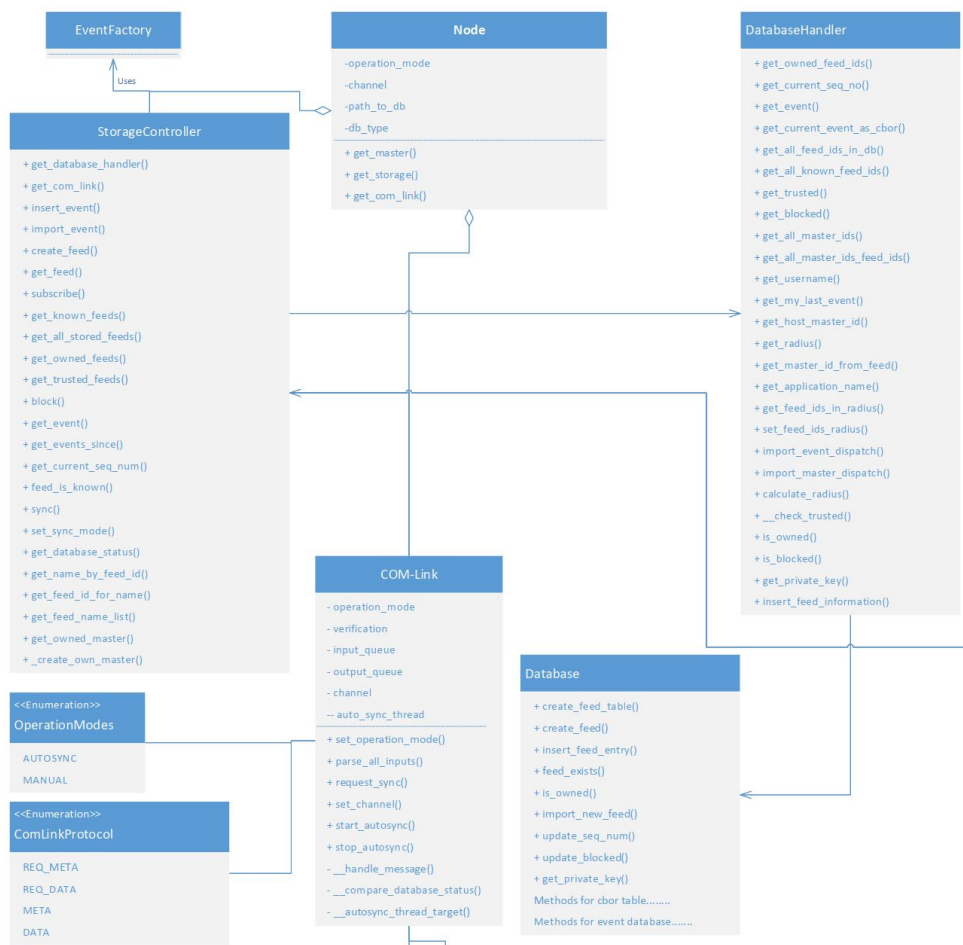 EventFactory
Uses
Node
-operation_mode
-channel
-path_to_db
-db_type
+ get_master()
+ get_storage()
+ get_com_link()
DatabaseHandler
+ get_owned_feed_ids()
+ get_current_seq_no()
+ get_event()
+ get_current_event_as_cbor()
+ get_all_feed_ids_in_db()
+ get_all_known_feed_ids()
+ get_trusted()
+ get_blocked()
+ get_all_master_ids()
+ get_all_master_ids_feed_ids()
+ get_username()
+ get_my_last_event()
+ get_host_master_id()
+ get_radius()
+ get_master_id_from_feed()
+ get_application_name()
+ get_feed_ids_in_radius()
+ set_feed_ids_radius()
+ import_event_dispatch()
+ import_master_dispatch()
+ calculate_radius()
+ __check_trusted()
+ is_owned()
+ is_blocked()
+ get_private_key()
+ insert_feed_information()
StorageController
+ get_database_handler()
+ get_com_link()
+ insert_event()
+ import_event()
+ create_feed()
+ get_feed()
+ subscribe()
+ get_known_feeds()
+ get_all_stored_feeds()
+ get_owned_feeds()
+ get_trusted_feeds()
+ block()
+ get_event()
+ get_events_since()
+ get_current_seq_num()
+ feed_is_known()
+ sync()
+ set_sync_mode()
+ get_database_status()
+ get_name_by_feed_id()
+ get_feed_id_for_name()
+ get_feed_name_list()
+ get_owned_master()
+ _create_own_master()
COM-Link
- operation_mode
- verification
- input_queue
- output_queue
- channel
-- auto_sync_thread
+ set_operation_mode()
+ parse_all_inputs()
+ request_sync()
+ set_channel()
+ start_autosync()
+ stop_autosync()
- __handle_message()
- __compare_database_status()
- __autosync_thread_target()
Database
+ create_feed_table()
+ create_feed()
+ insert_feed_entry()
+ feed_exists()
+ is_owned()
+ import_new_feed()
+ update_seq_num()
+ update_blocked()
+ get_private_key()
Methods for cbor table........
Methods for event database.......
<<Enumeration>>
OperationModes
AUTOSYNC
MANUAL
<<Enumeration>>
ComLinkProtocol
REQ_META
REQ_DATA
META
DATA